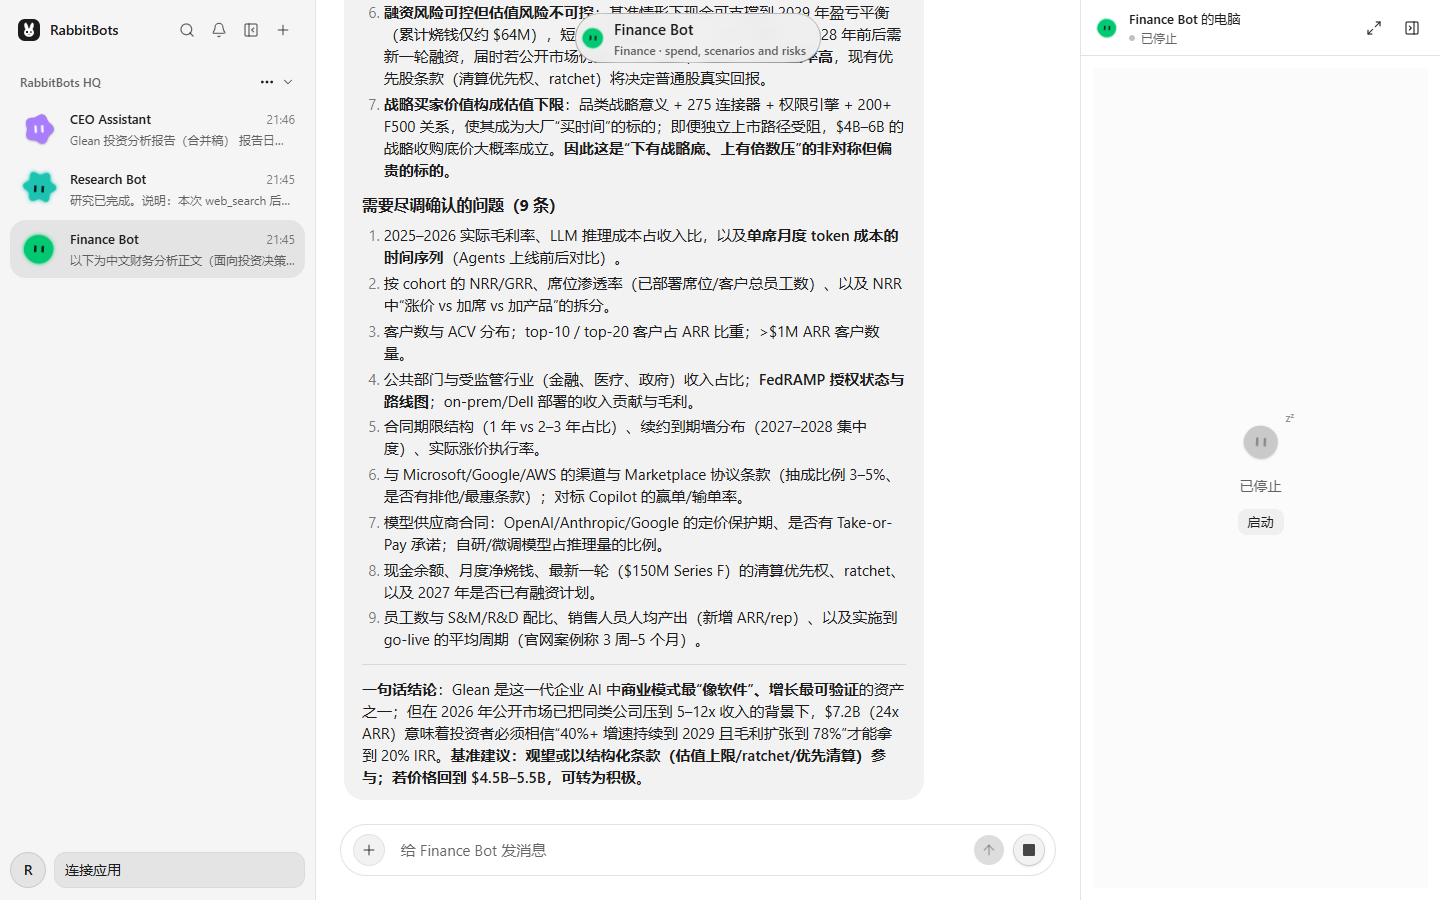 RabbitBots
RabbitBots HQ
CEO Assistant
21:46
Glean 投资分析报告（合并稿） 报告日...
Research Bot
21:45
研究已完成。说明：本次 web_search 后...
Finance Bot
21:45
以下为中文财务分析正文（面向投资决策...
R
连接应用
Finance Bot
Finance · spend, scenarios and risks
6. 融资风险可控但估值风险不可控：基准情形下现金可支撑到 2029 年盈亏平衡
（累计烧钱仅约 $64M），短
28 年前后需
新一轮融资，届时若公开市场
率高，现有优
先股条款（清算优先权、ratchet）将决定普通股真实回报。
7. 战略买家价值构成估值下限：品类战略意义 + 275 连接器 + 权限引擎 + 200+
F500 关系，使其成为大厂“买时间”的标的；即便独立上市路径受阻，$4B–6B 的
战略收购底价大概率成立。因此这是“下有战略底、上有倍数压”的非对称但偏
贵的标的。
需要尽调确认的问题（9 条）
1. 2025–2026 实际毛利率、LLM 推理成本占收入比，以及单席月度 token 成本的
时间序列（Agents 上线前后对比）。
2. 按 cohort 的 NRR/GRR、席位渗透率（已部署席位/客户总员工数）、以及 NRR
中“涨价 vs 加席 vs 加产品”的拆分。
3. 客户数与 ACV 分布；top-10 / top-20 客户占 ARR 比重；>$1M ARR 客户数
量。
4. 公共部门与受监管行业（金融、医疗、政府）收入占比；FedRAMP 授权状态与
路线图；on-prem/Dell 部署的收入贡献与毛利。
5. 合同期限结构（1 年 vs 2–3 年占比）、续约到期墙分布（2027–2028 集中
度）、实际涨价执行率。
6. 与 Microsoft/Google/AWS 的渠道与 Marketplace 协议条款（抽成比例 3–5%、
是否有排他/最惠条款）；对标 Copilot 的赢单/输单率。
7. 模型供应商合同：OpenAI/Anthropic/Google 的定价保护期、是否有 Take-or-
Pay 承诺；自研/微调模型占推理量的比例。
8. 现金余额、月度净烧钱、最新一轮（$150M Series F）的清算优先权、ratchet、
以及 2027 年是否已有融资计划。
9. 员工数与 S&M/R&D 配比、销售人员人均产出（新增 ARR/rep）、以及实施到
go-live 的平均周期（官网案例称 3 周–5 个月）。
一句话结论：Glean 是这一代企业 AI 中商业模式最“像软件”、增长最可验证的资产
之一；但在 2026 年公开市场已把同类公司压到 5–12x 收入的背景下，$7.2B（24x
ARR）意味着投资者必须相信“40%+ 增速持续到 2029 且毛利扩张到 78%”才能拿
到 20% IRR。基准建议：观望或以结构化条款（估值上限/ratchet/优先清算）参
与；若价格回到 $4.5B–5.5B，可转为积极。
给 Finance Bot 发消息
Finance Bot 的电脑
已停止
zz
已停止
启动